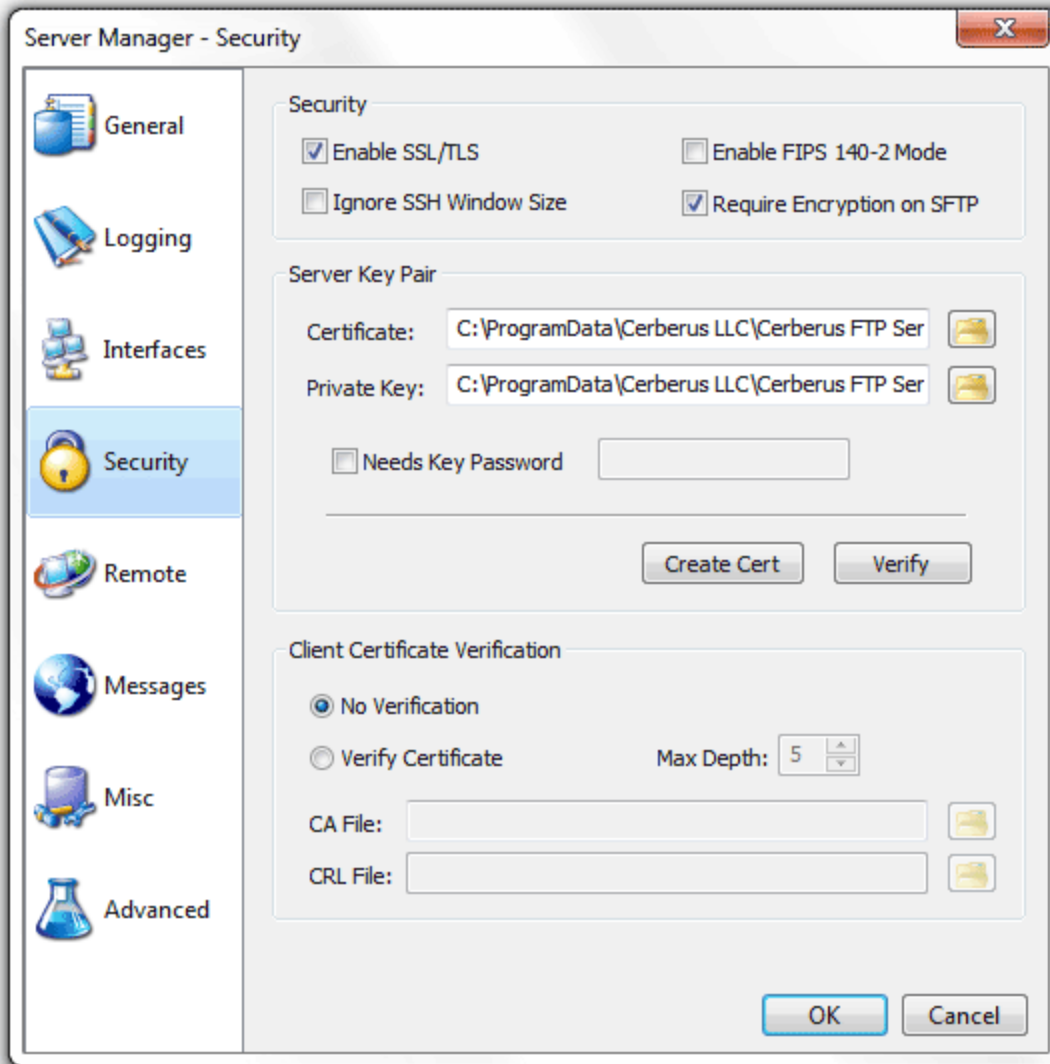 Server Manager - Security
General
Logging
Interfaces
Security
Remote
Messages
Misc
Advanced
Security
Enable SSL/TLS
Enable FIPS 140-2 Mode
Ignore SSH Window Size
Require Encryption on SFTP
Server Key Pair
Certificate: C:\ProgramData\Cerberus LLC\Cerberus FTP Ser
Private Key: C:\ProgramData\Cerberus LLC\Cerberus FTP Ser
Needs Key Password
Create Cert
Verify
Client Certificate Verification
No Verification
Verify Certificate
Max Depth: 5
CA File:
CRL File:
OK
Cancel